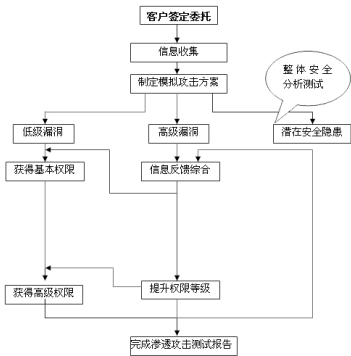 客户签定委托
信息收集
制定模拟攻击方案
整体安全
分析测试
低级漏洞
高级漏洞
潜在安全隐患
获得基本权限
信息反馈综合
获得高级权限
提升权限等级
完成渗透攻击测试报告